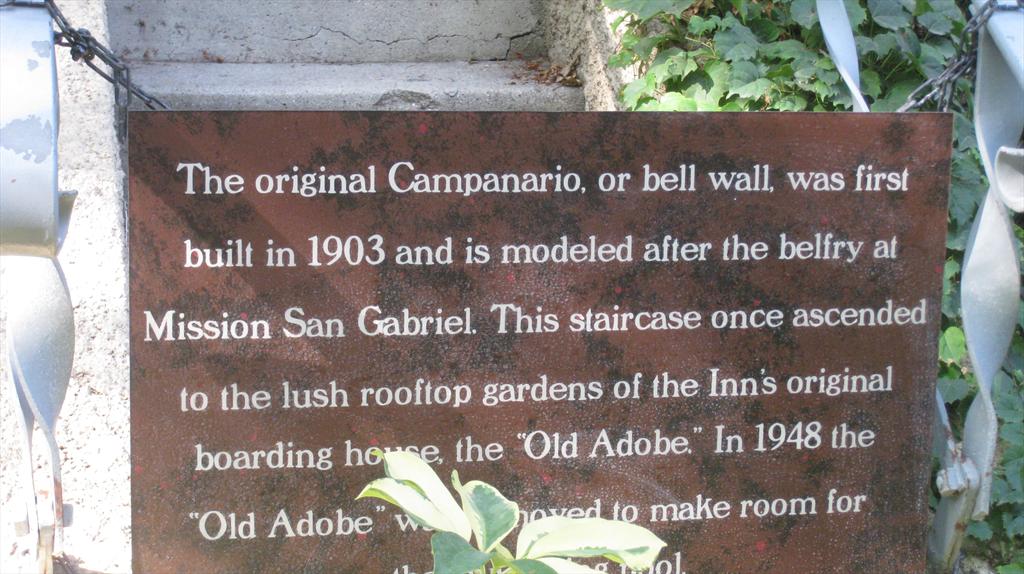 The original Campanario, or bell wall, was first
built in 1903 and is modeled after the belfry at
Mission San Gabriel. This staircase once ascended
to the lush rooftop gardens of the Inn's original
boarding house, the "Old Adobe." In 1948 the
"Old Adobe" to make room for
pool.